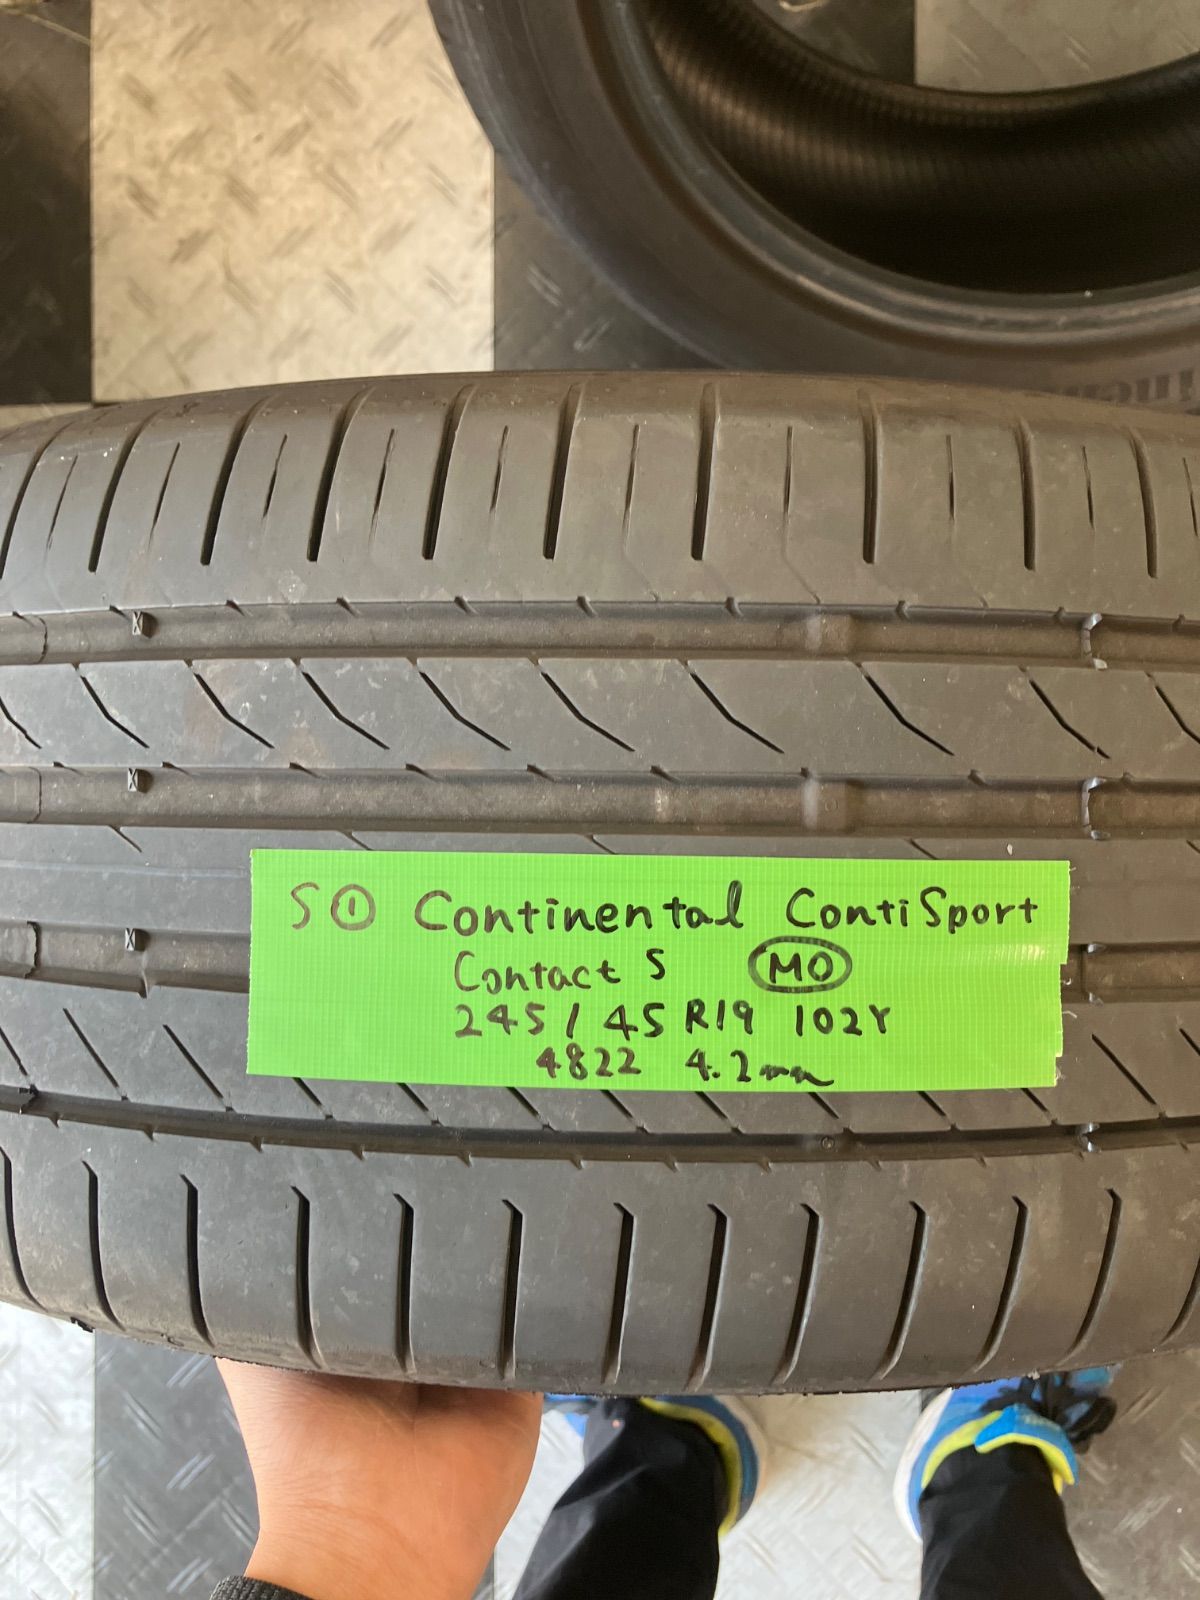 S① Continental ContiSport
Contact 5 MO
245/45R19 102Y
4822 4.2mm